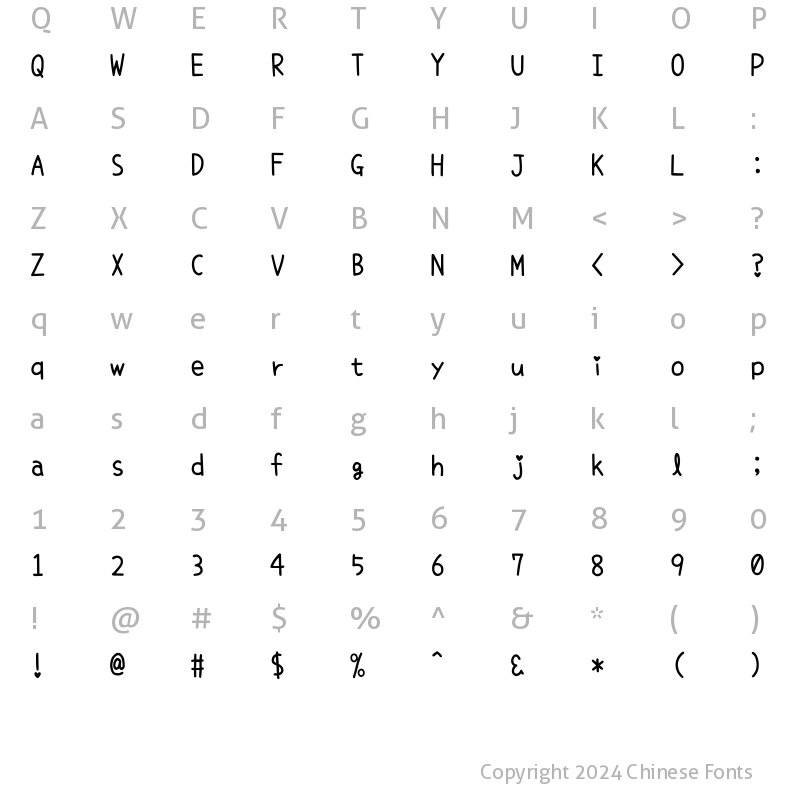 Q W E R T Y U I O P
Q W E R T Y U I O P
A S D F G H J K L :
A S D F G H J K L :
Z X C V B N M < > ?
Z X C V B N M < > ?
q w e r t y u i o p
q w e r t y u i o p
a s d f g h j k l ;
a s d f g h j k l ;
1 2 3 4 5 6 7 8 9 0
1 2 3 4 5 6 7 8 9 0
! @ # $ % ^ & * ( )
! @ # $ % ^ & * ( )
Copyright 2024 Chinese Fonts